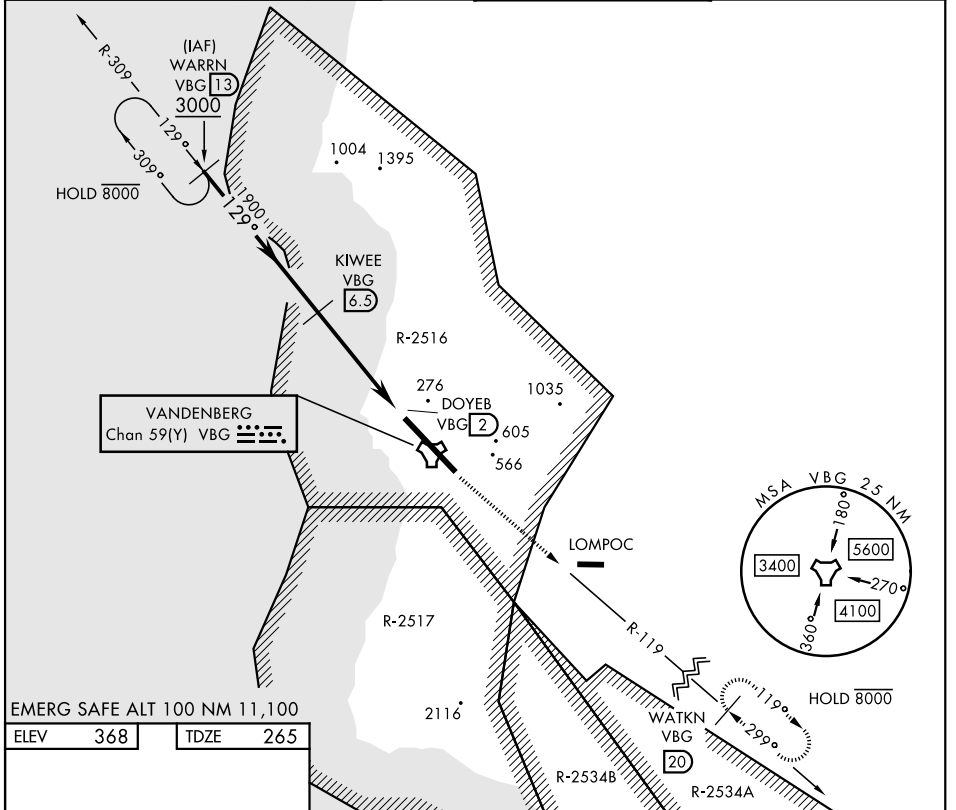 R-309
(IAF)
WARRN
VBG 13
3000
129°
309°
HOLD 8000
1900
129°
1004
1395
KIWEE
VBG
6.5
R-2516
276
1035
DOYEB
VBG 2
605
566
VANDENBERG
Chan 59(Y) VBG
LOMPOC
MSA VBG 25 NM
180°
3400
5600
270°
4100
360°
R-2517
R-119
119°
299°
HOLD 8000
WATKN
VBG
20
2116
R-2534B
R-2534A
EMERG SAFE ALT 100 NM 11,100
ELEV 368
TDZE 265